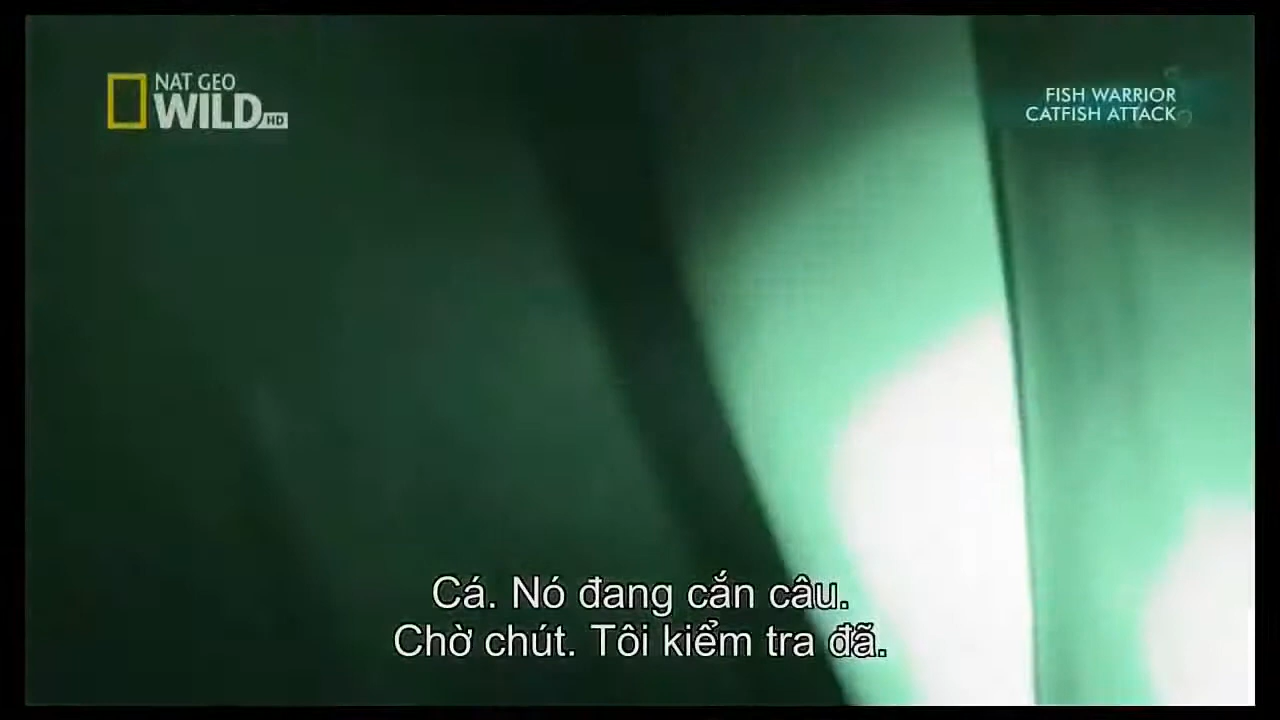 NAT GEO
WILD HD
FISH WARRIOR
CATFISH ATTACK
Cá. Nó đang cắn câu.
Chờ chút. Tôi kiểm tra đã.